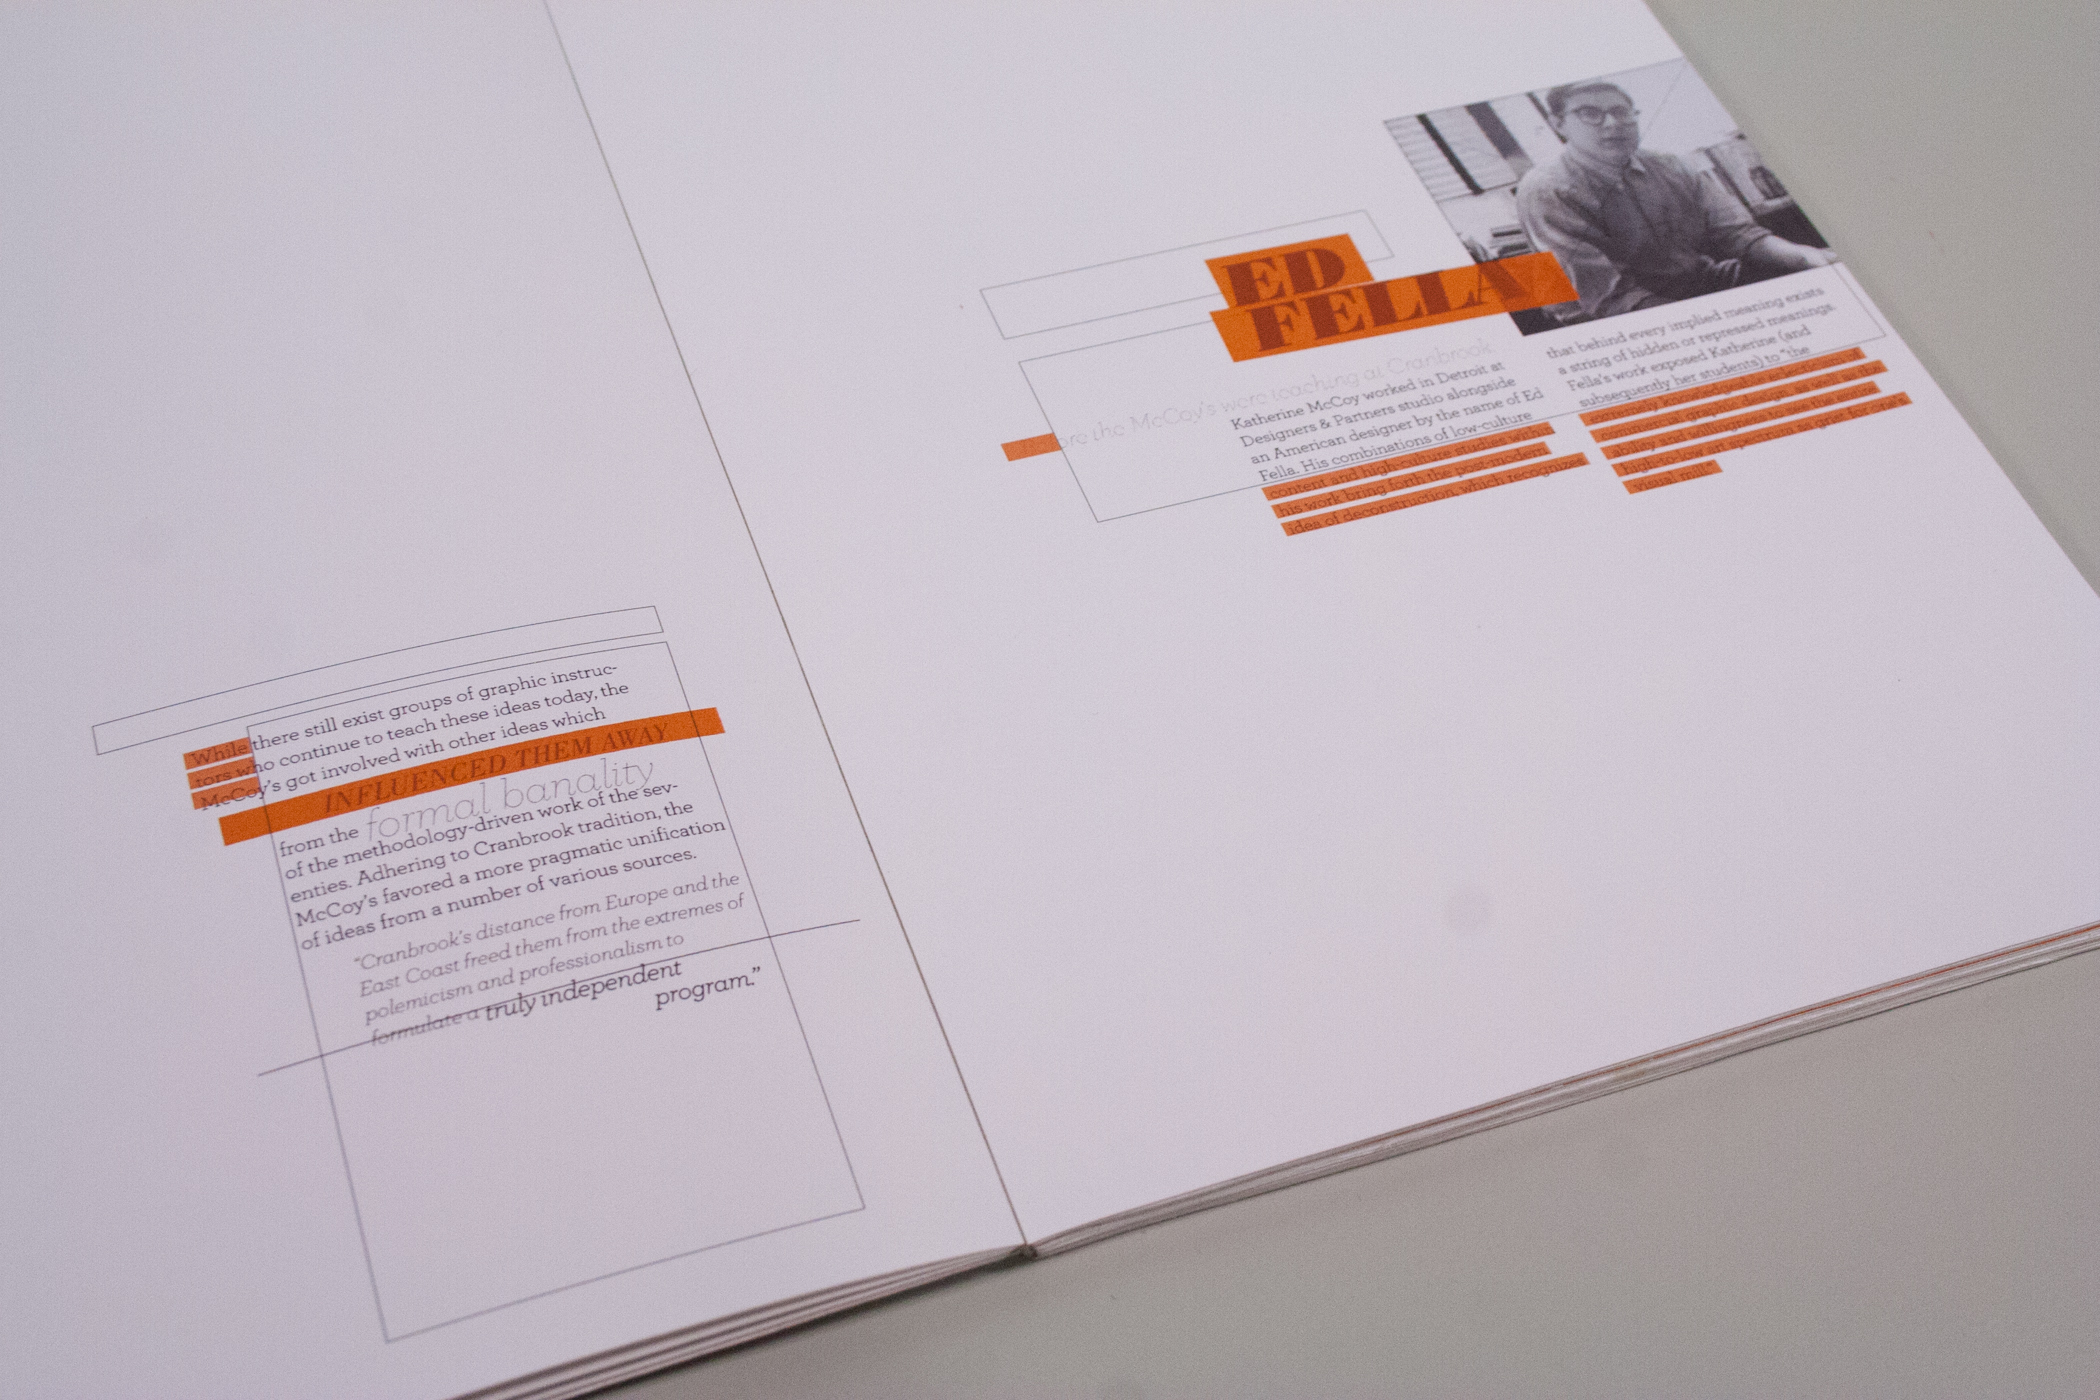 While there still exist groups of graphic instruc-
tors who continue to teach these ideas today, the
McCoy's got involved with other ideas which
INFLUENCED THEM AWAY
from the formal banality
of the methodology-driven work of the sev-
enties. Adhering to Cranbrook tradition, the
McCoy's favored a more pragmatic unification
of ideas from a number of various sources.
“Cranbrook's distance from Europe and the
East Coast freed them from the extremes of
polemicism and professionalism to
formulate a truly independent
program.”
ED
FELLA
ore the McCoy's were teaching at Cranbrook
Katherine McCoy worked in Detroit at
Designers & Partners studio alongside
an American designer by the name of Ed
Fella. His combinations of low-culture
content and high-culture studies within
his work bring forth the post-modern
idea of deconstruction, which recognizes
that behind every implied meaning exists
a string of hidden or repressed meanings.
Fella's work exposed Katherine (and
subsequently her students) to “the
extremely knowledgeable eclecticism of
commercial graphic design, as well as the
ability and willingness to see the entire
high-to-low art spectrum as grist for one's
visual mill”